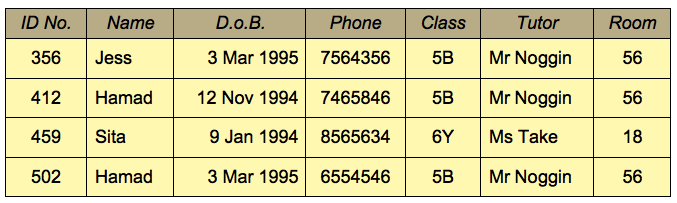 ID No. Name D.o.B. Phone Class Tutor Room
356 Jess 3 Mar 1995 7564356 5B Mr Noggin 56
412 Hamad 12 Nov 1994 7465846 5B Mr Noggin 56
459 Sita 9 Jan 1994 8565634 6Y Ms Take 18
502 Hamad 3 Mar 1995 6554546 5B Mr Noggin 56